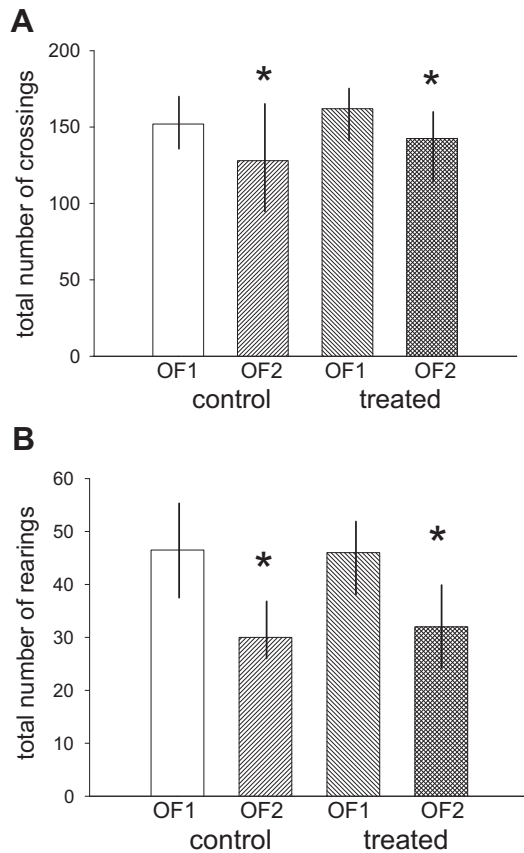 A
total number of crossings
200
150
100
50
0
* *
OF1 OF2 OF1 OF2
control treated
B
total number of rearings
60
50
40
30
20
10
0
* *
OF1 OF2 OF1 OF2
control treated